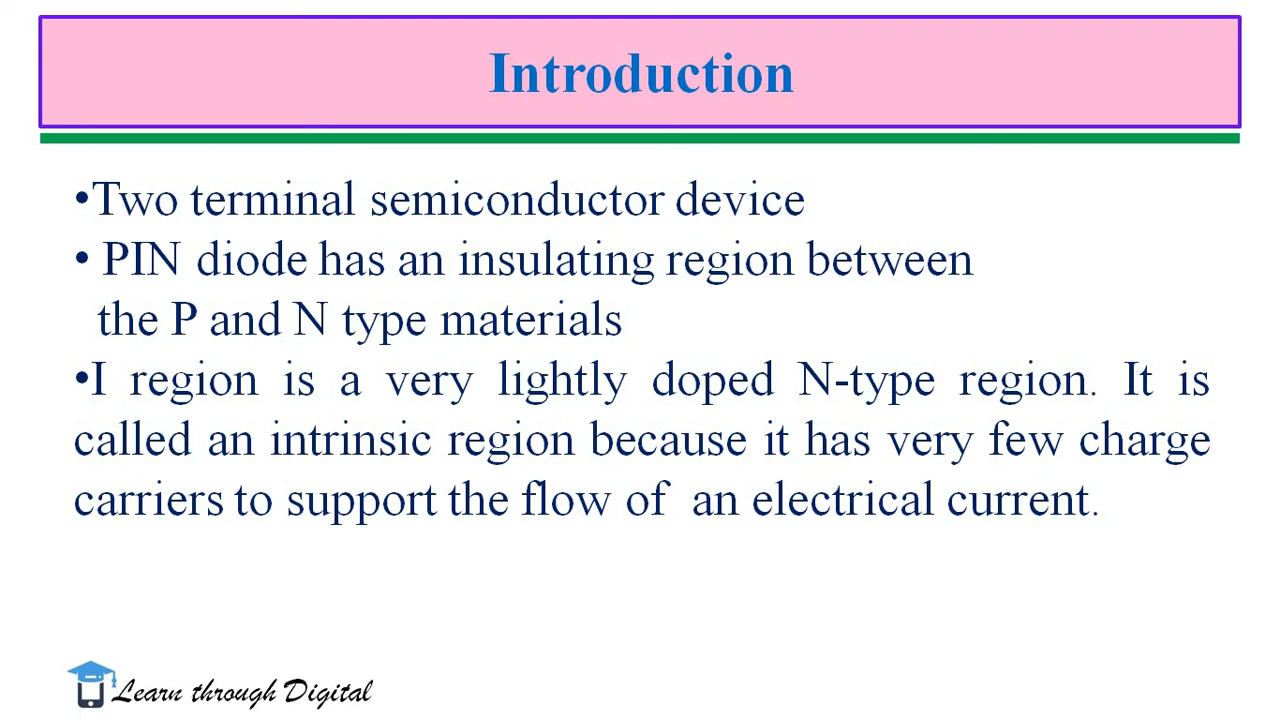 Introduction
•Two terminal semiconductor device
• PIN diode has an insulating region between
the P and N type materials
•I region is a very lightly doped N-type region. It is
called an intrinsic region because it has very few charge
carriers to support the flow of an electrical current.
Learn through Digital